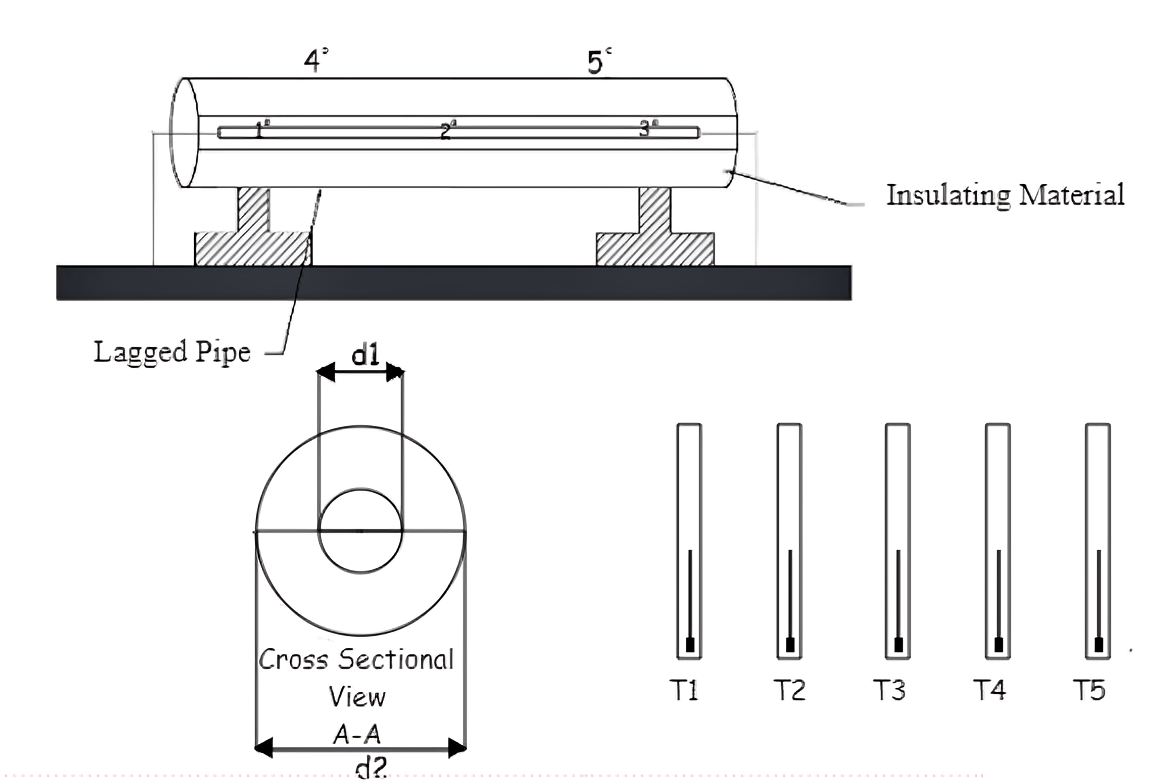 4°
5°
1°
2°
3°
Insulating Material
Lagged Pipe
d1
Cross Sectional
View
A-A
d2
T1 T2 T3 T4 T5